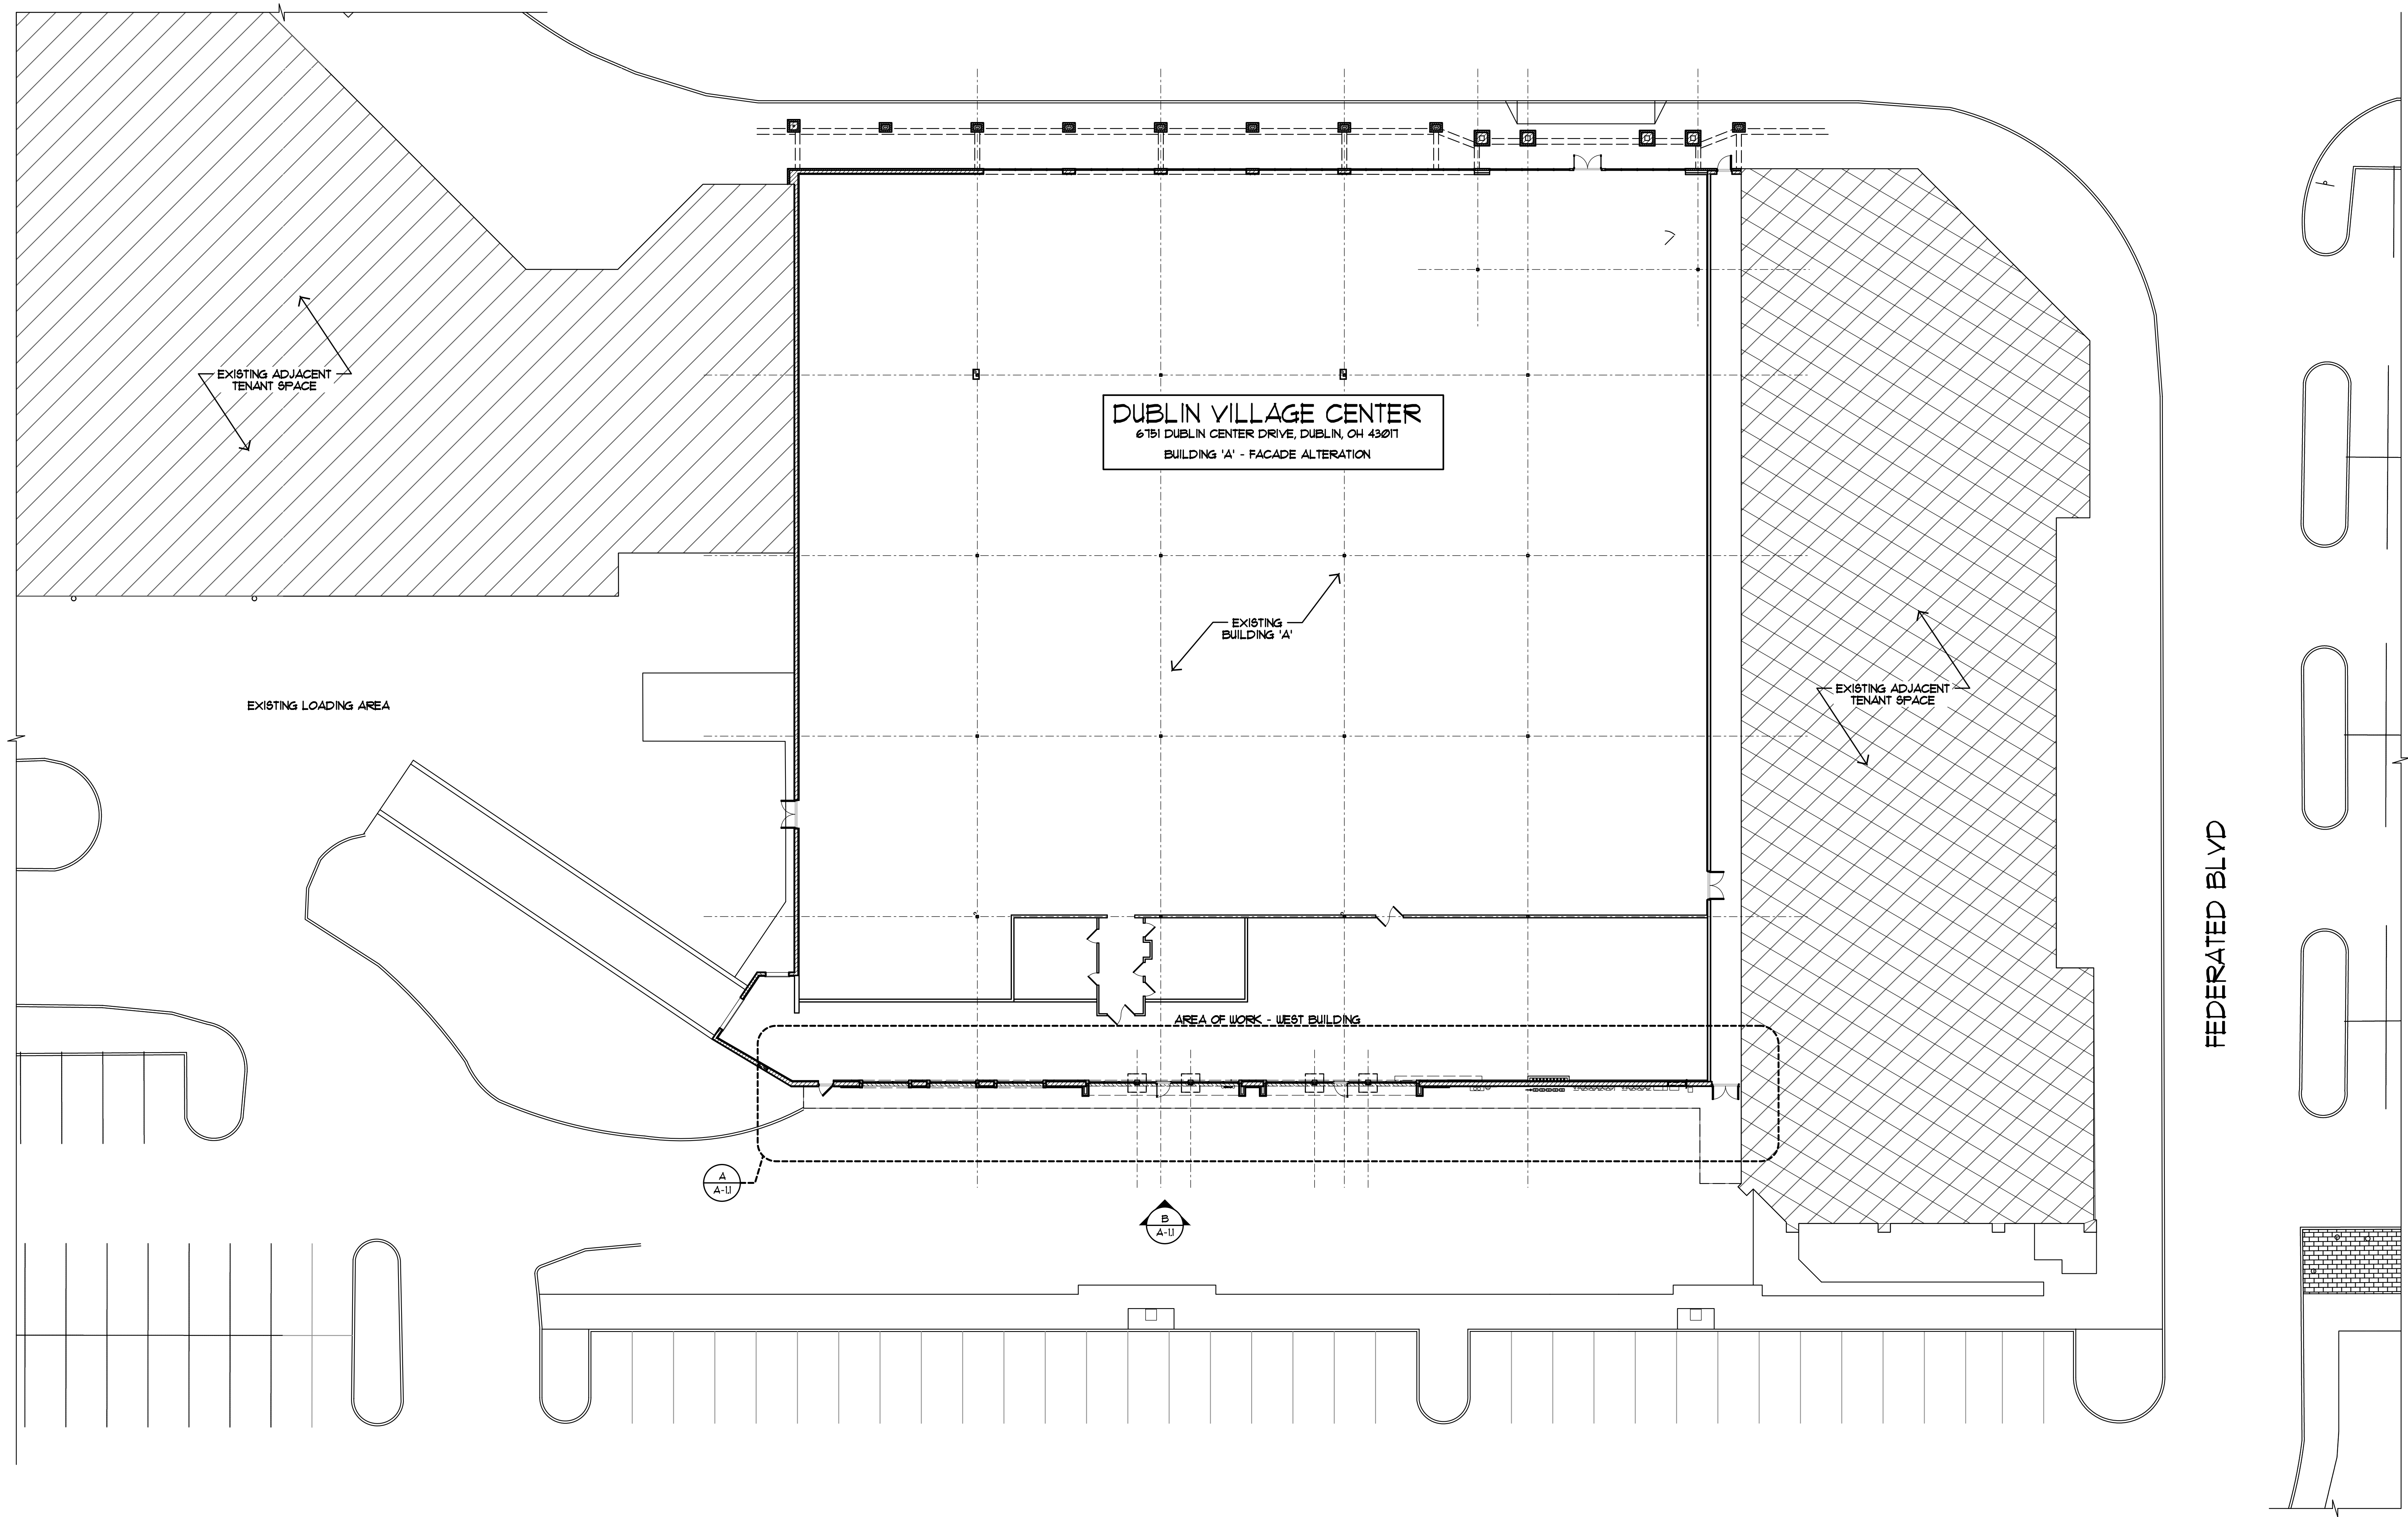 EXISTING ADJACENT
TENANT SPACE
DUBLIN VILLAGE CENTER
6751 DUBLIN CENTER DRIVE, DUBLIN, OH 43017
BUILDING 'A' - FACADE ALTERATION
EXISTING
BUILDING 'A'
EXISTING LOADING AREA
EXISTING ADJACENT
TENANT SPACE
FEDERATED BLVD
AREA OF WORK - WEST BUILDING
A
A-1.1
B
A-1.1